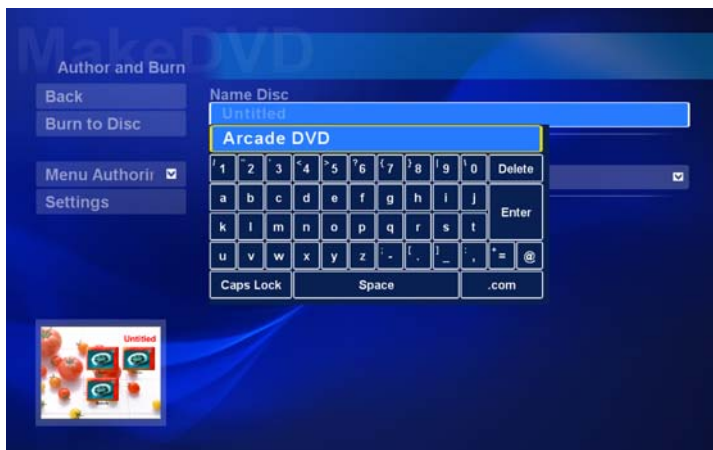 MakeDVD
Author and Burn
Back
Burn to Disc
Menu Authorin
Settings
Name Disc
Untitled
Arcade DVD
1 2 3 4 5 6 7 8 9 0 Delete
a b c d e f g h i j
Enter
k l m n o p q r s t
u v w x y z - . _ , = @
Caps Lock Space .com
Untitled